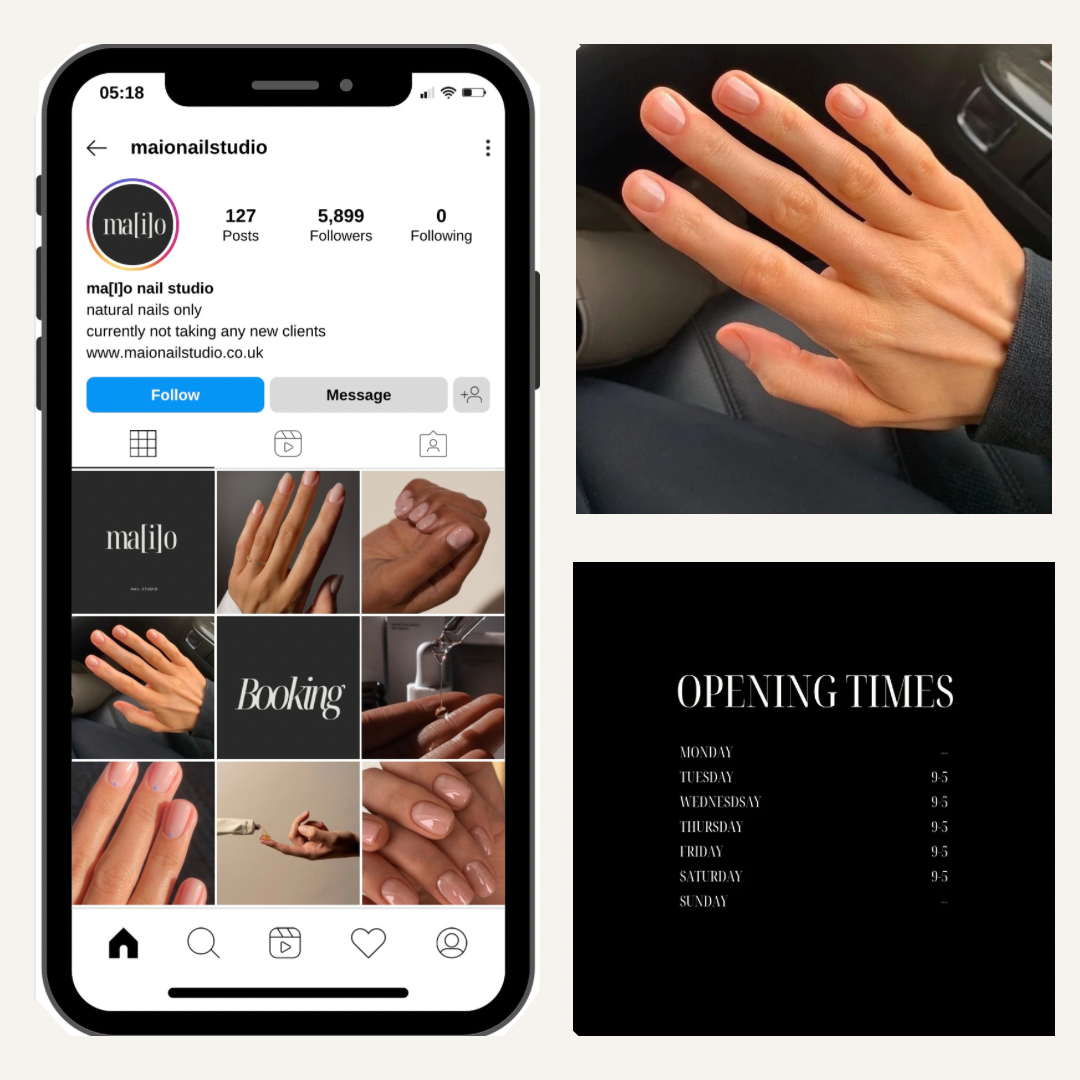 05:18
maionailstudio
ma[i]o
127
5,899
0
Posts
Followers
Following
ma[I]o nail studio
natural nails only
currently not taking any new clients
www.maionailstudio.co.uk
Follow
Message
ma[i]o
NAIL STUDIO
Booking
OPENING TIMES
MONDAY --
TUESDAY 9-5
WEDNESDSAY 9-5
THURSDAY 9-5
FRIDAY 9-5
SATURDAY 9-5
SUNDAY --